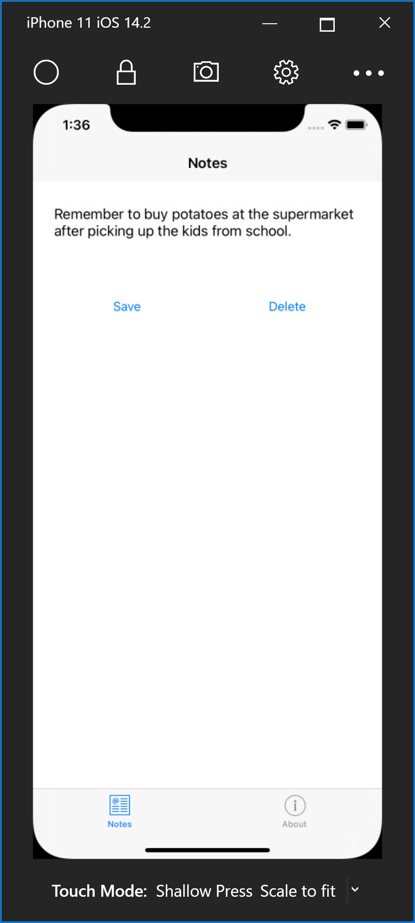 iPhone 11 iOS 14.2
1:36
Notes
Remember to buy potatoes at the supermarket
after picking up the kids from school.
Save Delete
Notes About
Touch Mode: Shallow Press Scale to fit